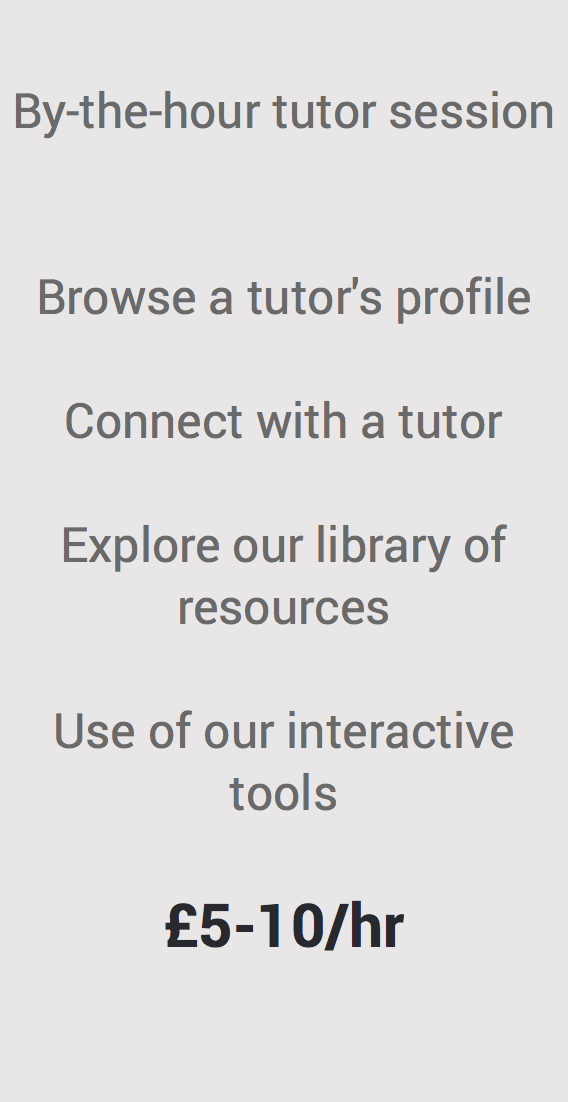 By-the-hour tutor session
Browse a tutor's profile
Connect with a tutor
Explore our library of
resources
Use of our interactive
tools
£5-10/hr